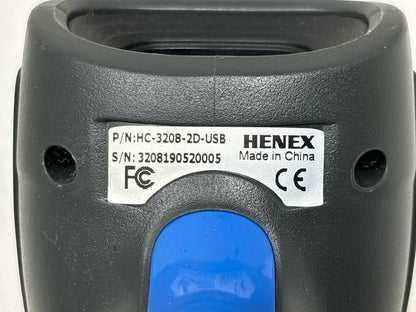 P/N:HC-3208-2D-USB HENEX
S/N: 3208190520005 Made in China
FC CE